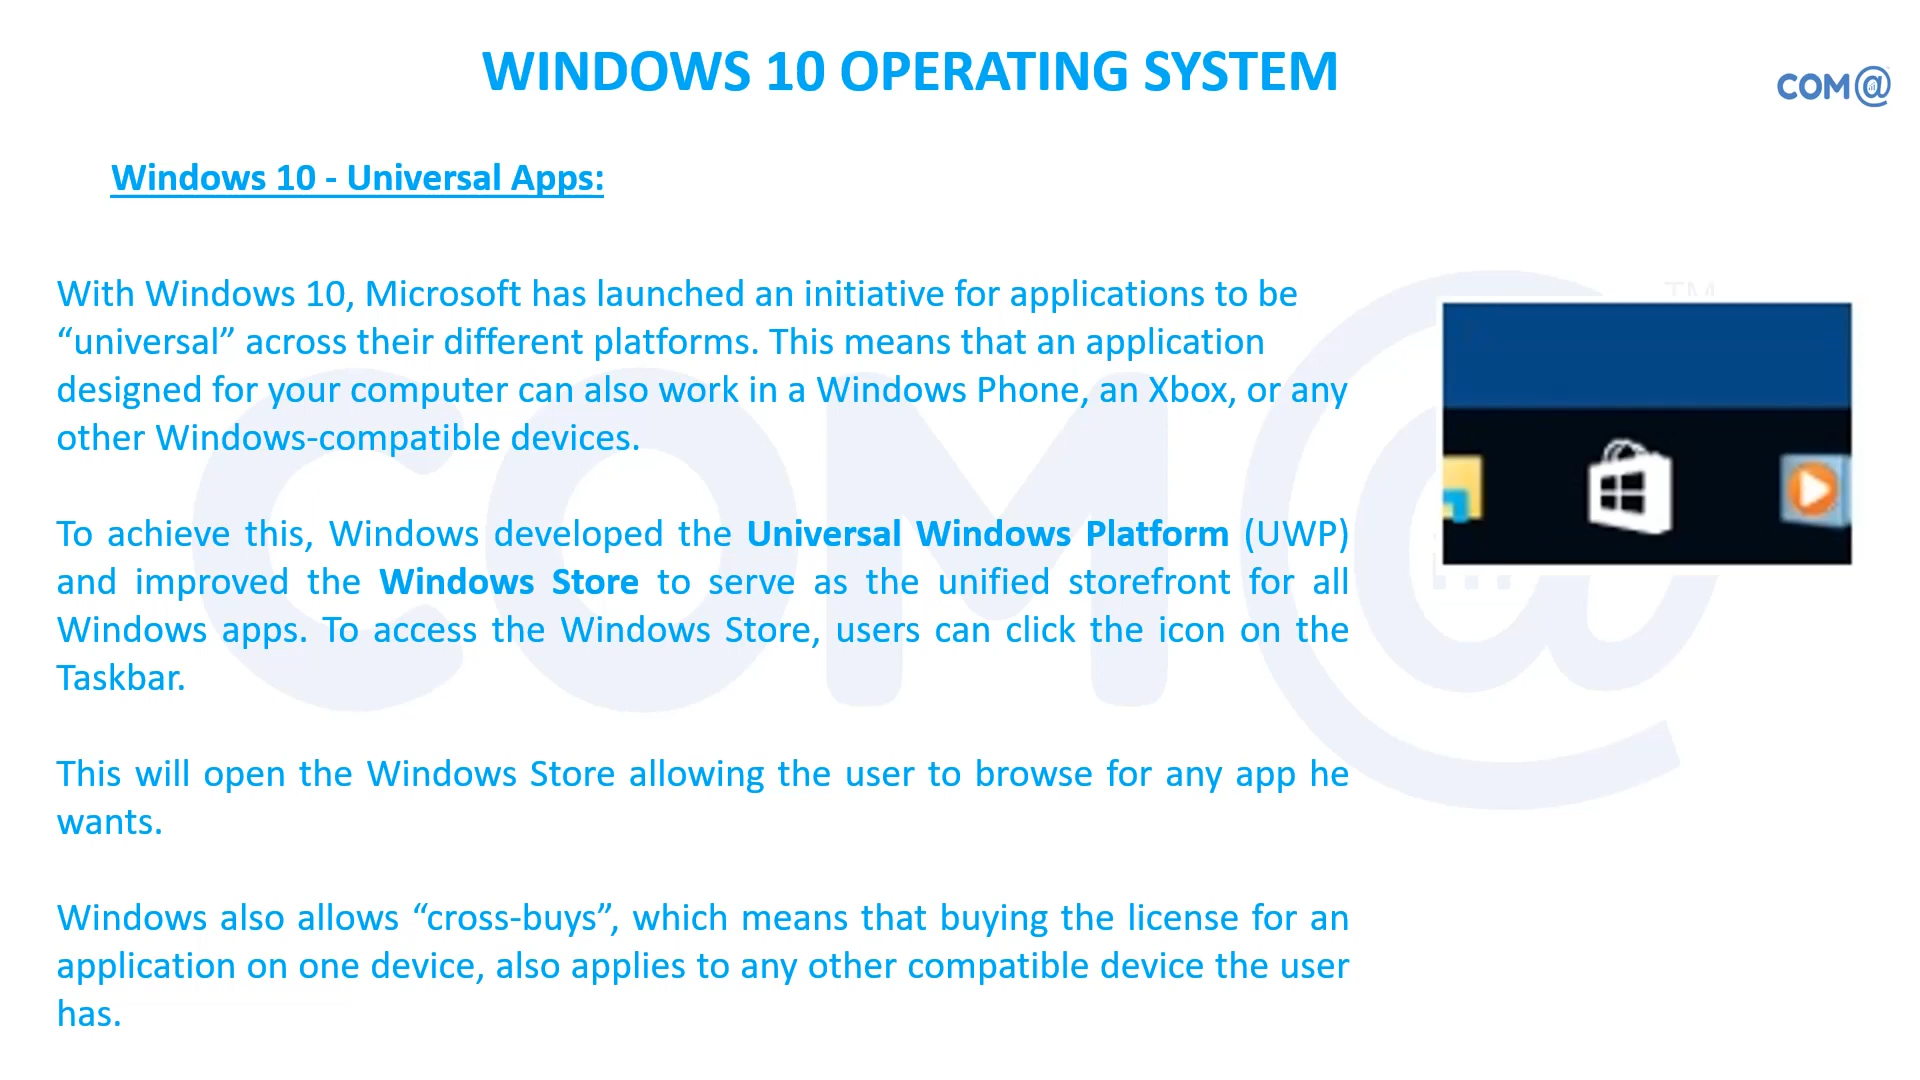 WINDOWS 10 OPERATING SYSTEM
COM@
Windows 10 - Universal Apps:
With Windows 10, Microsoft has launched an initiative for applications to be
“universal” across their different platforms. This means that an application
designed for your computer can also work in a Windows Phone, an Xbox, or any
other Windows-compatible devices.
To achieve this, Windows developed the Universal Windows Platform (UWP)
and improved the Windows Store to serve as the unified storefront for all
Windows apps. To access the Windows Store, users can click the icon on the
Taskbar.
This will open the Windows Store allowing the user to browse for any app he
wants.
Windows also allows “cross-buys”, which means that buying the license for an
application on one device, also applies to any other compatible device the user
has.
COM@
TM